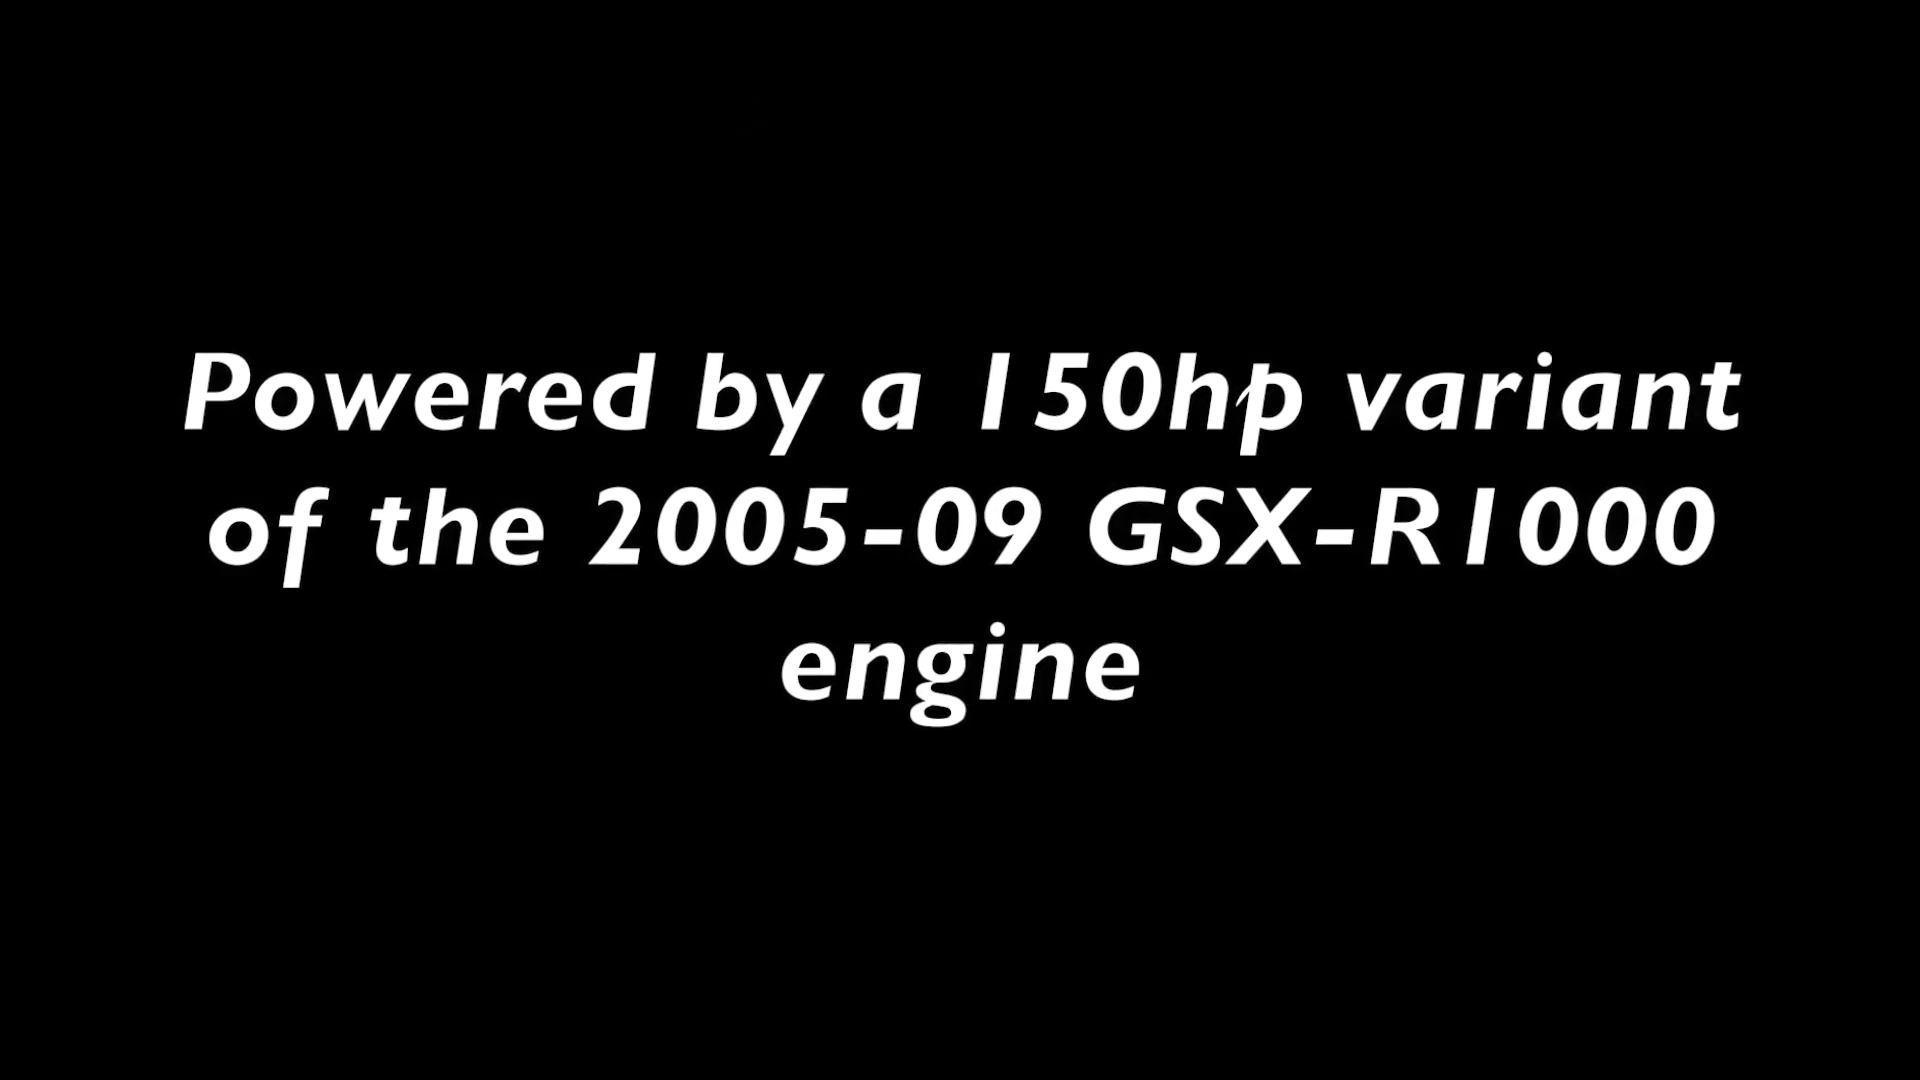 Powered by a 150hp variant
of the 2005-09 GSX-R1000
engine